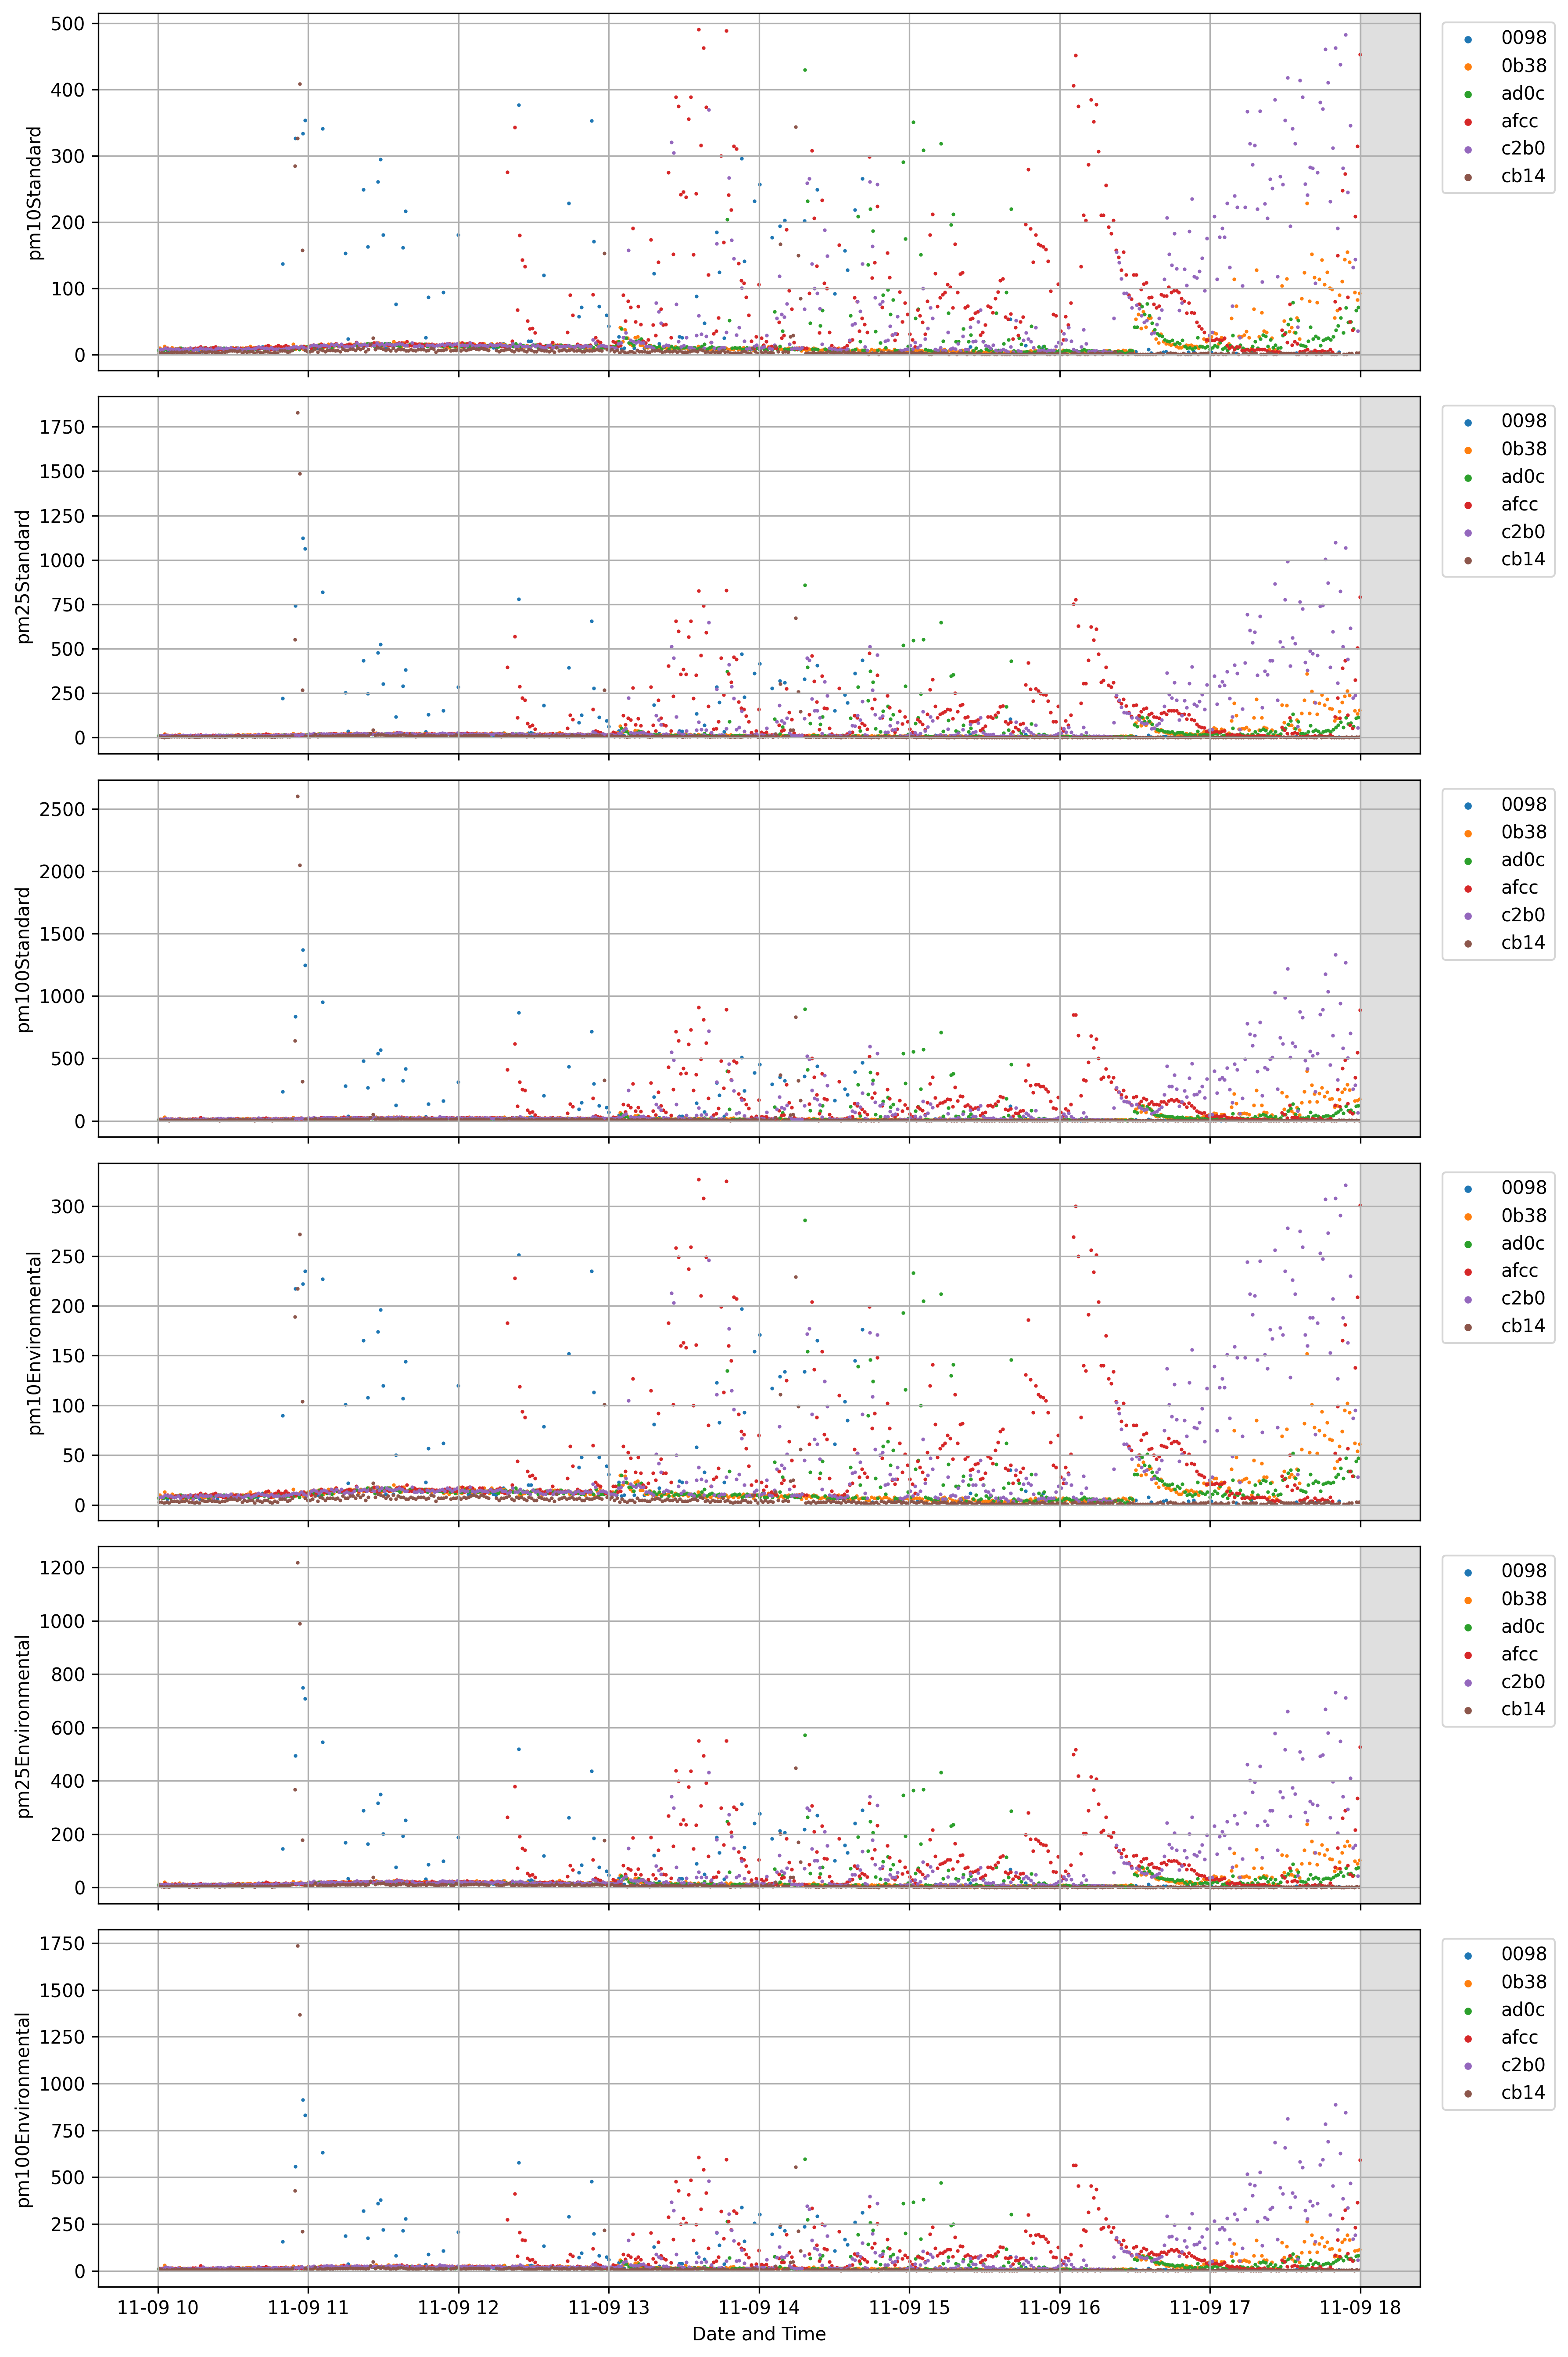 pm10Standard
500
400
300
200
100
0
0098
0b38
ad0c
afcc
c2b0
cb14
pm25Standard
1750
1500
1250
1000
750
500
250
0
0098
0b38
ad0c
afcc
c2b0
cb14
pm100Standard
2500
2000
1500
1000
500
0
0098
0b38
ad0c
afcc
c2b0
cb14
pm10Environmental
300
250
200
150
100
50
0
0098
0b38
ad0c
afcc
c2b0
cb14
pm25Environmental
1200
1000
800
600
400
200
0
0098
0b38
ad0c
afcc
c2b0
cb14
pm100Environmental
1750
1500
1250
1000
750
500
250
0
0098
0b38
ad0c
afcc
c2b0
cb14
11-09 10 11-09 11 11-09 12 11-09 13 11-09 14 11-09 15 11-09 16 11-09 17 11-09 18
Date and Time